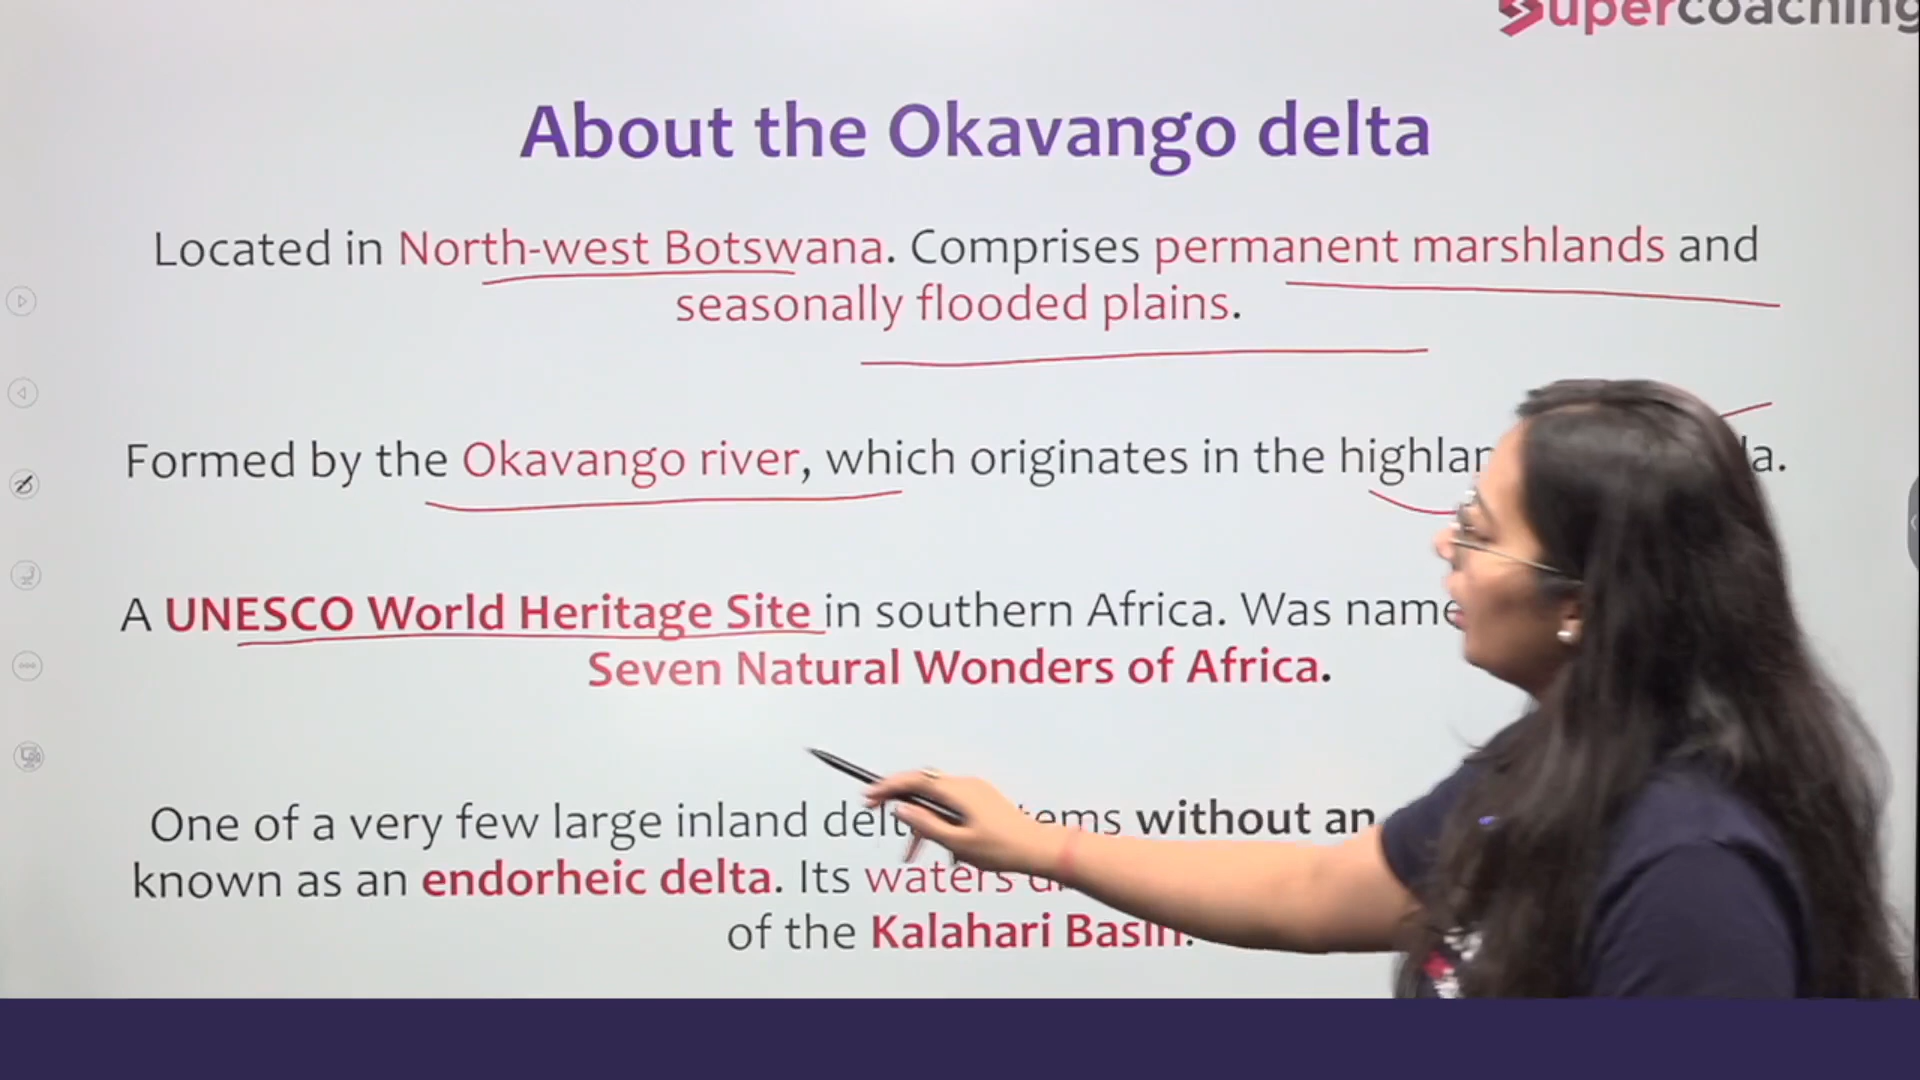 supercoaching
About the Okavango delta
Located in North-west Botswana. Comprises permanent marshlands and
seasonally flooded plains.
Formed by the Okavango river, which originates in the
A UNESCO World Heritage Site in southern Africa. Was
Seven Natural Wonders of Africa.
One of a very few large inland without an
known as an endorheic delta. Its waters
of the Kalahari Basin.